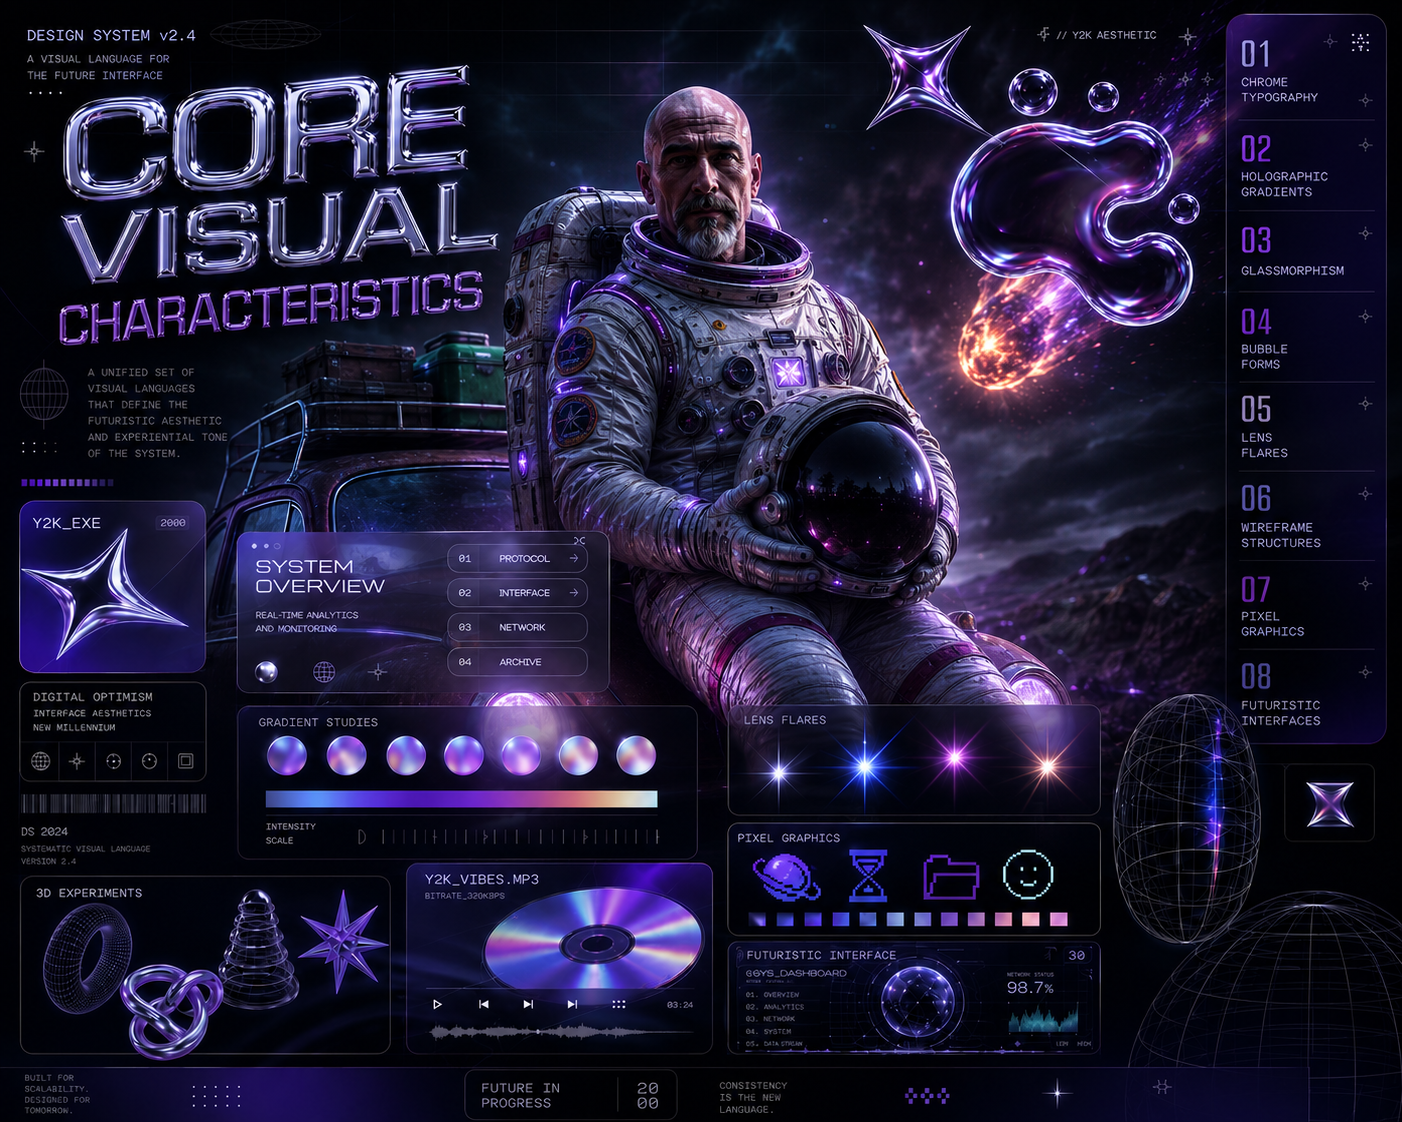 DESIGN SYSTEM v2.4
A VISUAL LANGUAGE FOR
THE FUTURE INTERFACE
CORE
VISUAL
CHARACTERISTICS
A UNIFIED SET OF
VISUAL LANGUAGES
THAT DEFINE THE
FUTURISTIC AESTHETIC
AND EXPERIENTIAL TONE
OF THE SYSTEM.
// Y2K AESTHETIC
01
CHROME
TYPOGRAPHY
02
HOLOGRAPHIC
GRADIENTS
03
GLASSMORPHISM
04
BUBBLE
FORMS
05
LENS
FLARES
06
WIREFRAME
STRUCTURES
07
PIXEL
GRAPHICS
08
FUTURISTIC
INTERFACES
Y2K_EXE
2000
DIGITAL OPTIMISM
INTERFACE AESTHETICS
NEW MILLENNIUM
DS 2024
SYSTEMATIC VISUAL LANGUAGE
VERSION 2.4
SYSTEM
OVERVIEW
REAL-TIME ANALYTICS
AND MONITORING
01 PROTOCOL
02 INTERFACE
03 NETWORK
04 ARCHIVE
GRADIENT STUDIES
INTENSITY
SCALE
LENS FLARES
PIXEL GRAPHICS
3D EXPERIMENTS
Y2K_VIBES.MP3
BITRATE_320KBPS
03:24
FUTURISTIC INTERFACE
30
GGYS_DASHBOARD
01. OVERVIEW
02. ANALYTICS
03. NETWORK
04. SYSTEM
05. DATA STREAM
NETWORK STATUS
98.7%
BUILT FOR
SCALABILITY.
DESIGNED FOR
TOMORROW.
FUTURE IN
PROGRESS
20
00
CONSISTENCY
IS THE NEW
LANGUAGE.